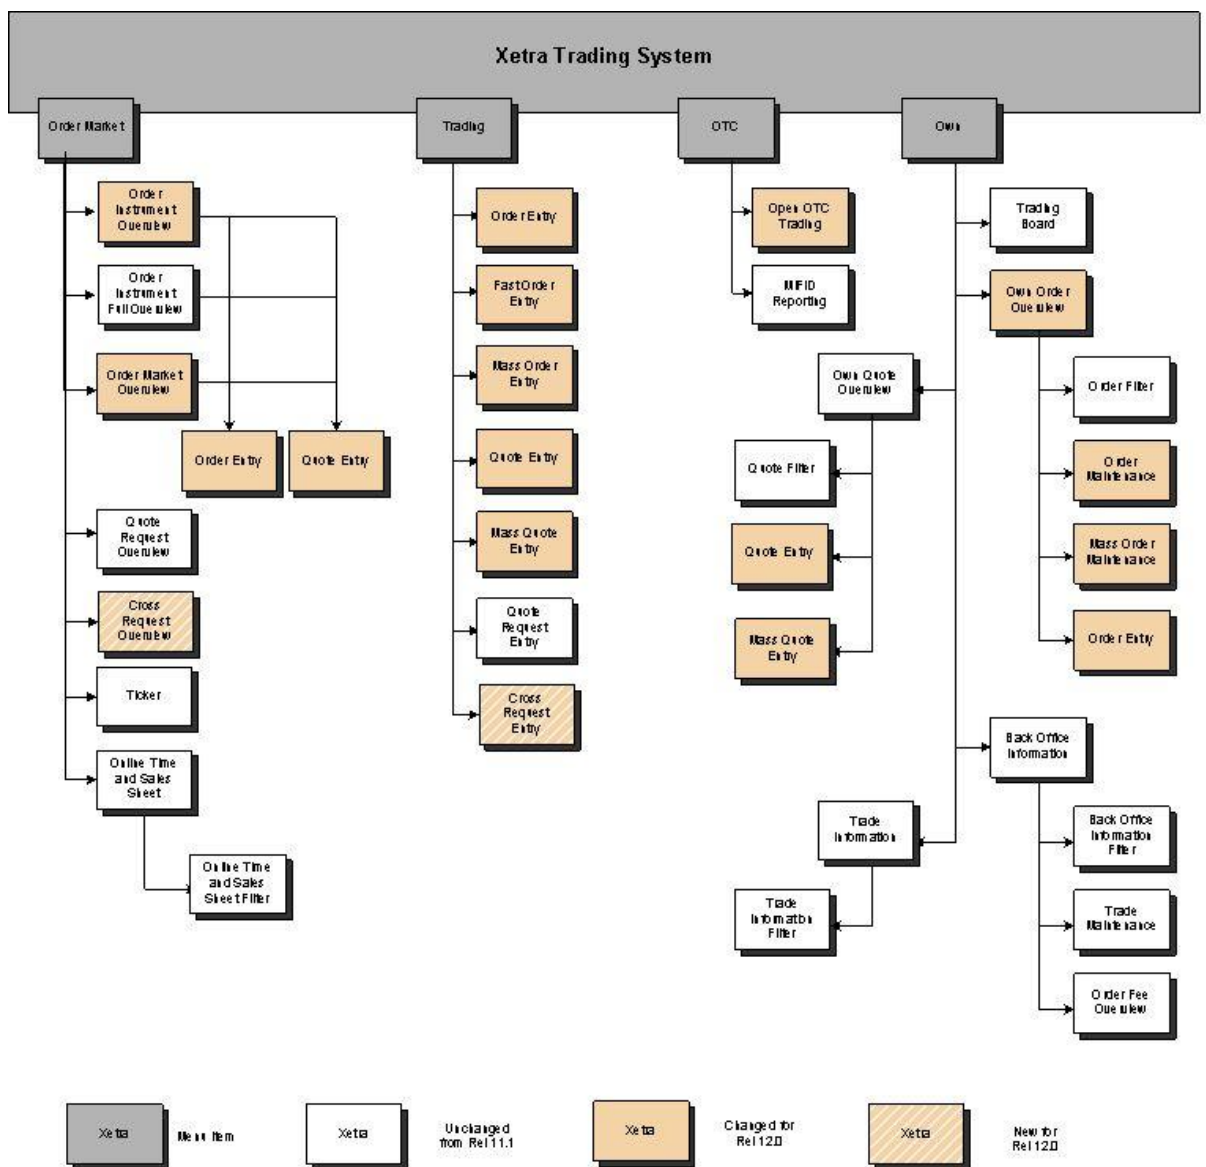 Xetra Trading System
Order Market
Trading
OTC
Own
Order
Instrument
Overview
Order
Instrument
Full Overview
Order Market
Overview
Order Entry
Quote Entry
Quote
Request
Overview
Cross
Request
Overview
Ticker
Online Time
and Sales
Sheet
Online Time
and Sales
Sheet Filter
Order Entry
Fast Order
Entry
Mass Order
Entry
Quote Entry
Mass Quote
Entry
Quote
Request
Entry
Cross
Request
Entry
Open OTC
Trading
MIFID
Reporting
Trading
Board
Own Order
Overview
Own Quote
Overview
Quote Filter
Quote Entry
Mass Quote
Entry
Order Filter
Order
Maintenance
Mass Order
Maintenance
Order Entry
Back Office
Information
Trade
Information
Trade
Information
Filter
Back Office
Information
Filter
Trade
Maintenance
Order Fee
Overview
Xetra
Menu Item
Xetra
Unchanged
from Rel 11.1
Xetra
Changed for
Rel 12.0
Xetra
New for
Rel 12.0